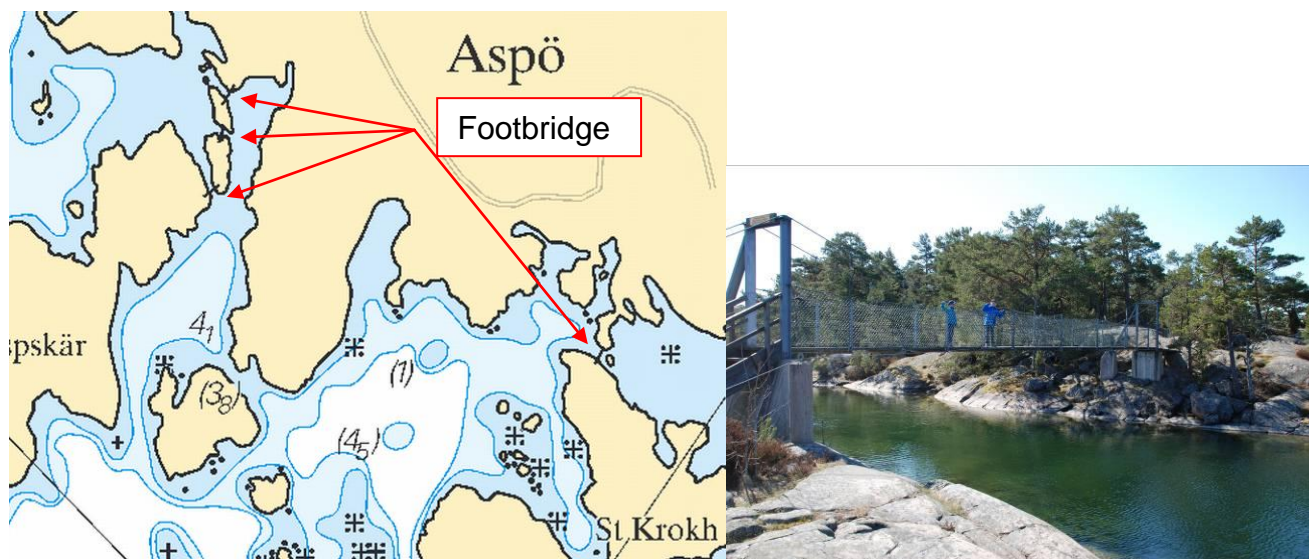 Aspö
Footbridge
4₁
spskär
(3₈)
(1)
(4₅)
St Krokh